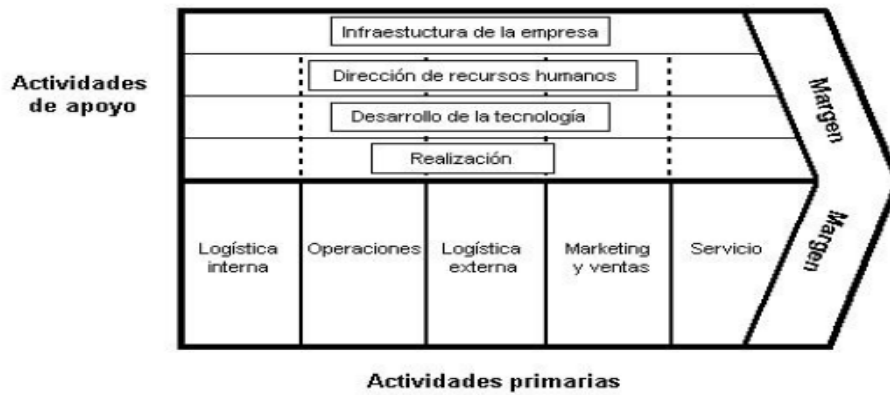 Infraestuctura de la empresa
Dirección de recursos humanos
Desarrollo de la tecnología
Realización
Actividades
de apoyo
Margen
Margen
Logística
interna
Operaciones
Logística
externa
Marketing
y ventas
Servicio
Actividades primarias